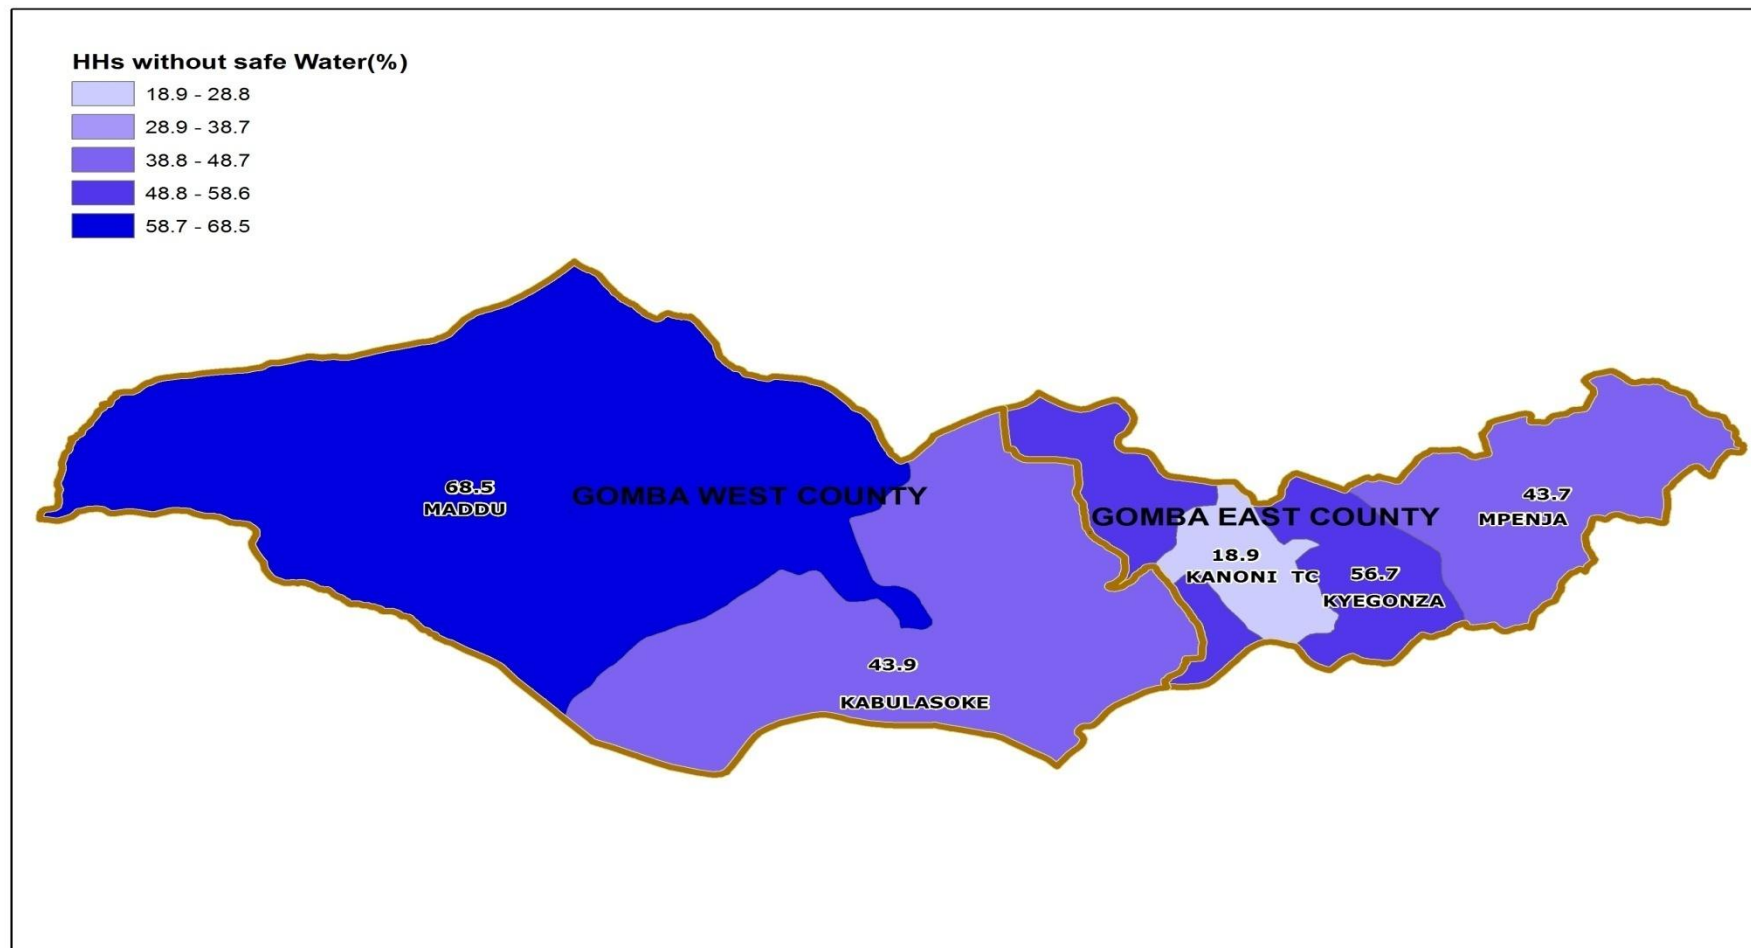 HHs without safe Water(%)
18.9 - 28.8
28.9 - 38.7
38.8 - 48.7
48.8 - 58.6
58.7 - 68.5
68.5
MADDU
GOMBA WEST COUNTY
43.9
KABULASOKE
GOMBA EAST COUNTY
18.9
KANONI TC
56.7
KYEGONZA
43.7
MPENJA